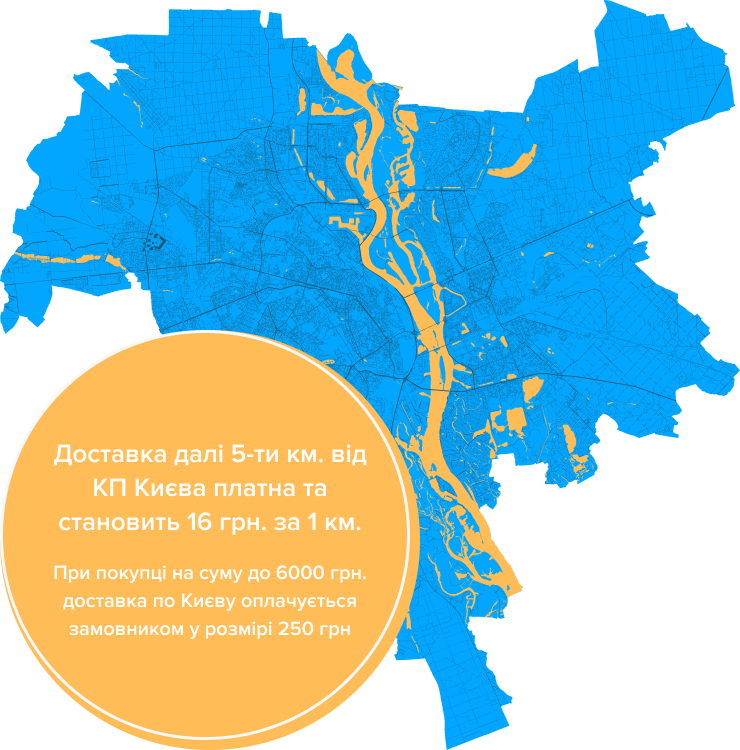 Доставка далі 5-ти км. від
КП Києва платна та
становить 16 грн. за 1 км.
При покупці на суму до 6000 грн.
доставка по Києву оплачується
замовником у розмірі 250 грн